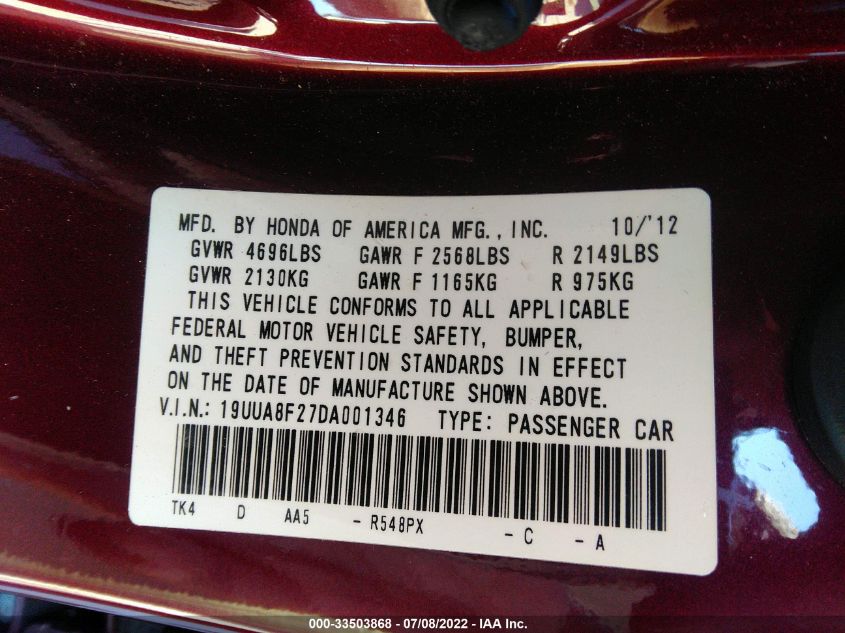 MFD. BY HONDA OF AMERICA MFG., INC. 10/'12
GVWR 4696LBS GAWR F 2568LBS R 2149LBS
GVWR 2130KG GAWR F 1165KG R 975KG
THIS VEHICLE CONFORMS TO ALL APPLICABLE
FEDERAL MOTOR VEHICLE SAFETY, BUMPER,
AND THEFT PREVENTION STANDARDS IN EFFECT
ON THE DATE OF MANUFACTURE SHOWN ABOVE.
V.I.N.: 19UUA8F27DA001346 TYPE: PASSENGER CAR
TK4 D AA5 - R548PX - C - A
000-33503868 - 07/08/2022 - IAA Inc.